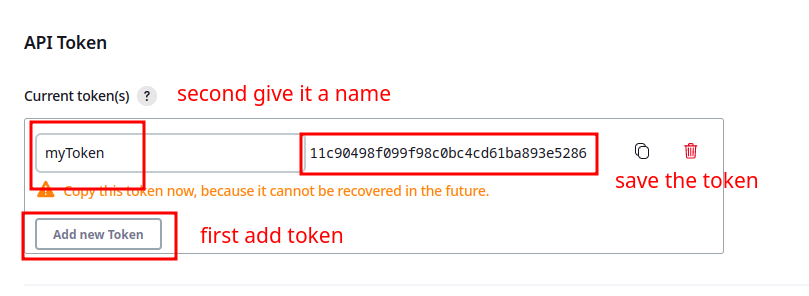 API Token
Current token(s) ? second give it a name
myToken 11c90498f099f98c0bc4cd61ba893e5286
save the token
Copy this token now, because it cannot be recovered in the future.
Add new Token first add token